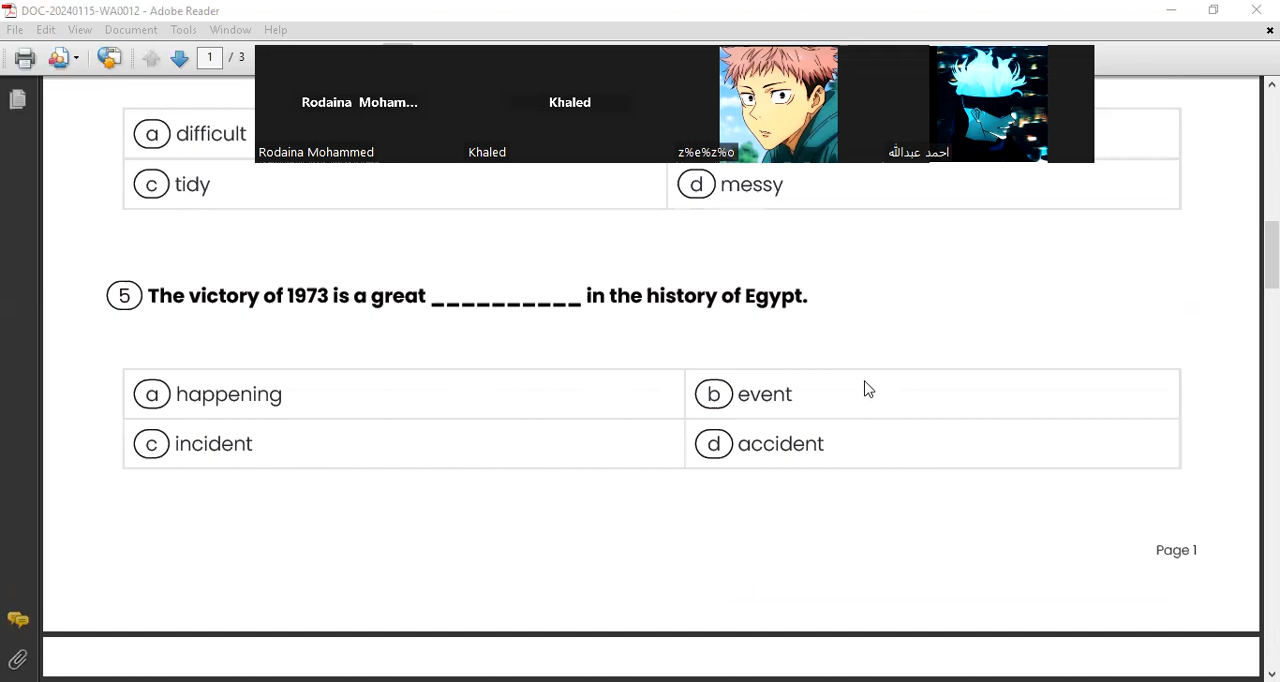 DOC-20240115-WA0012 - Adobe Reader
File Edit View Document Tools Window Help
1 / 3
Rodaina Moham... Khaled
Rodaina Mohammed Khaled z%e%z%o احمد عبدالله
a difficult
c tidy d messy
5 The victory of 1973 is a great __________ in the history of Egypt.
a happening b event
c incident d accident
Page 1